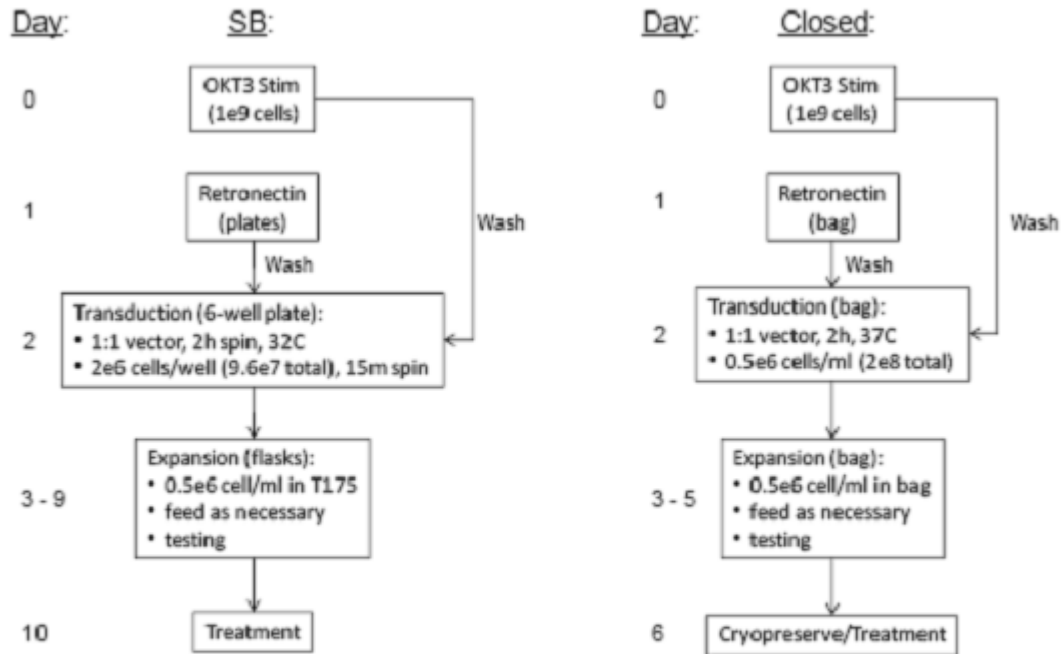 Day:
SB:
0
OKT3 Stim
(1e9 cells)
1
Retronectin
(plates)
Wash
Wash
2
Transduction (6-well plate):
• 1:1 vector, 2h spin, 32C
• 2e6 cells/well (9.6e7 total), 15m spin
3 - 9
Expansion (flasks):
• 0.5e6 cell/ml in T175
• feed as necessary
• testing
10
Treatment
Day:
Closed:
0
OKT3 Stim
(1e9 cells)
1
Retronectin
(bag)
Wash
Wash
2
Transduction (bag):
• 1:1 vector, 2h, 37C
• 0.5e6 cells/ml (2e8 total)
3 - 5
Expansion (bag):
• 0.5e6 cell/ml in bag
• feed as necessary
• testing
6
Cryopreserve/Treatment